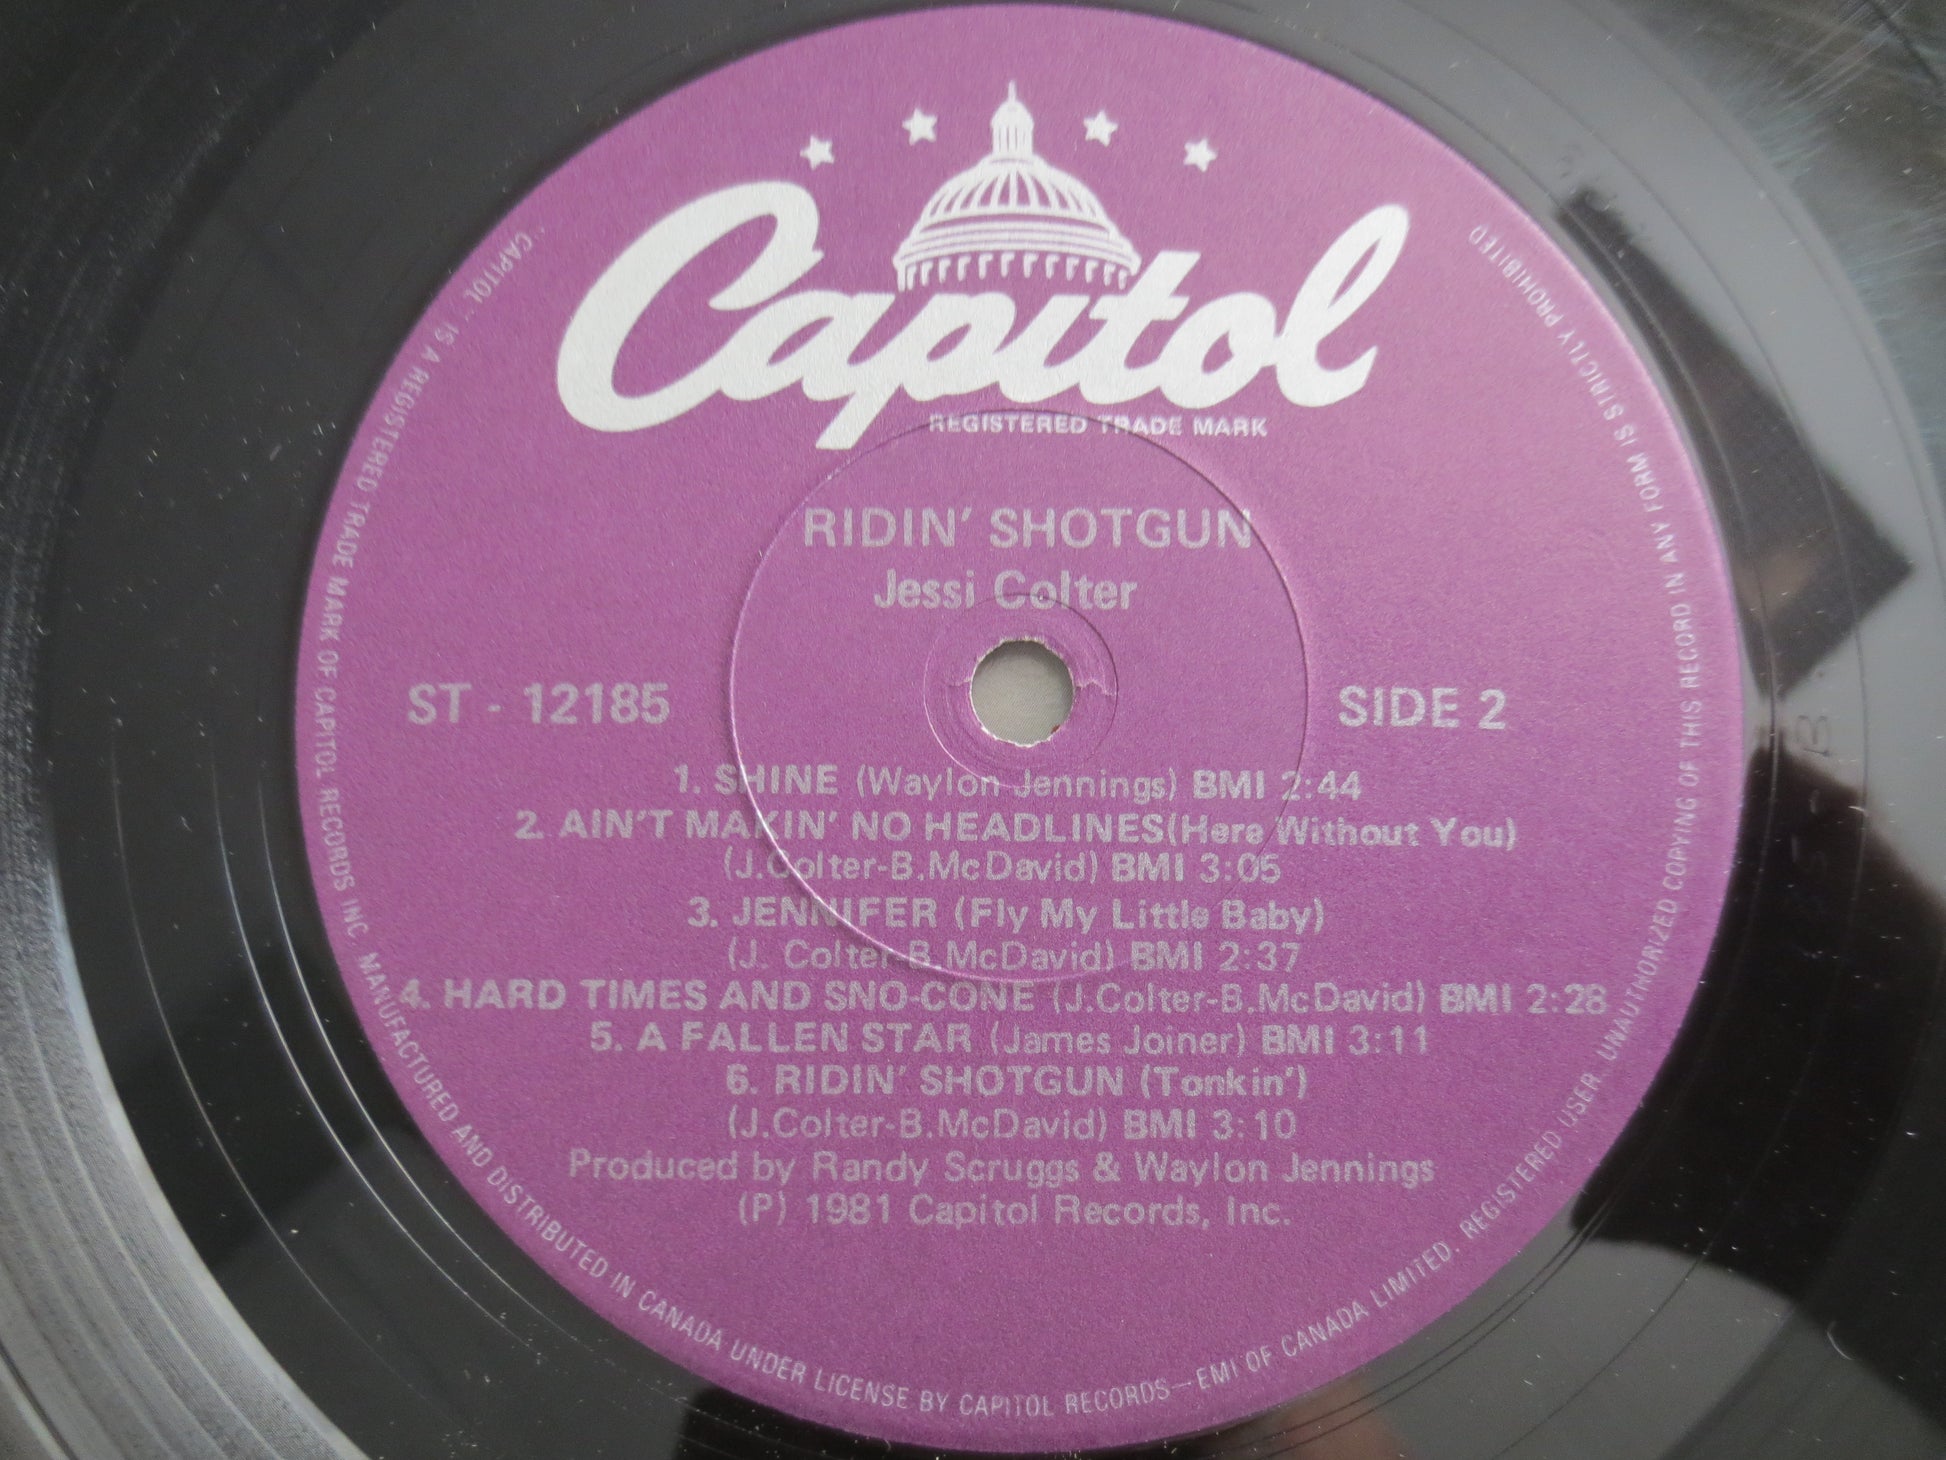 Capitol
REGISTERED TRADE MARK
RIDIN' SHOTGUN
Jessi Colter
ST - 12185
SIDE 2
1. SHINE (Waylon Jennings) BMI 2:44
2. AIN'T MAKIN' NO HEADLINES(Here Without You)
(J.Colter-B.McDavid) BMI 3:05
3. JENNIFER (Fly My Little Baby)
(J. Colter-B.McDavid) BMI 2:37
4. HARD TIMES AND SNO-CONE (J.Colter-B.McDavid) BMI 2:28
5. A FALLEN STAR (James Joiner) BMI 3:11
6. RIDIN' SHOTGUN (Tonkin')
(J.Colter-B.McDavid) BMI 3:10
Produced by Randy Scruggs & Waylon Jennings
(P) 1981 Capitol Records, Inc.
"CAPITOL" IS A REGISTERED TRADE MARK OF CAPITOL RECORDS INC. MANUFACTURED AND DISTRIBUTED IN CANADA UNDER LICENSE BY CAPITOL RECORDS—EMI OF CANADA LIMITED. REGISTERED USER. UNAUTHORIZED COPYING OF THIS RECORD IN ANY FORM IS STRICTLY PROHIBITED